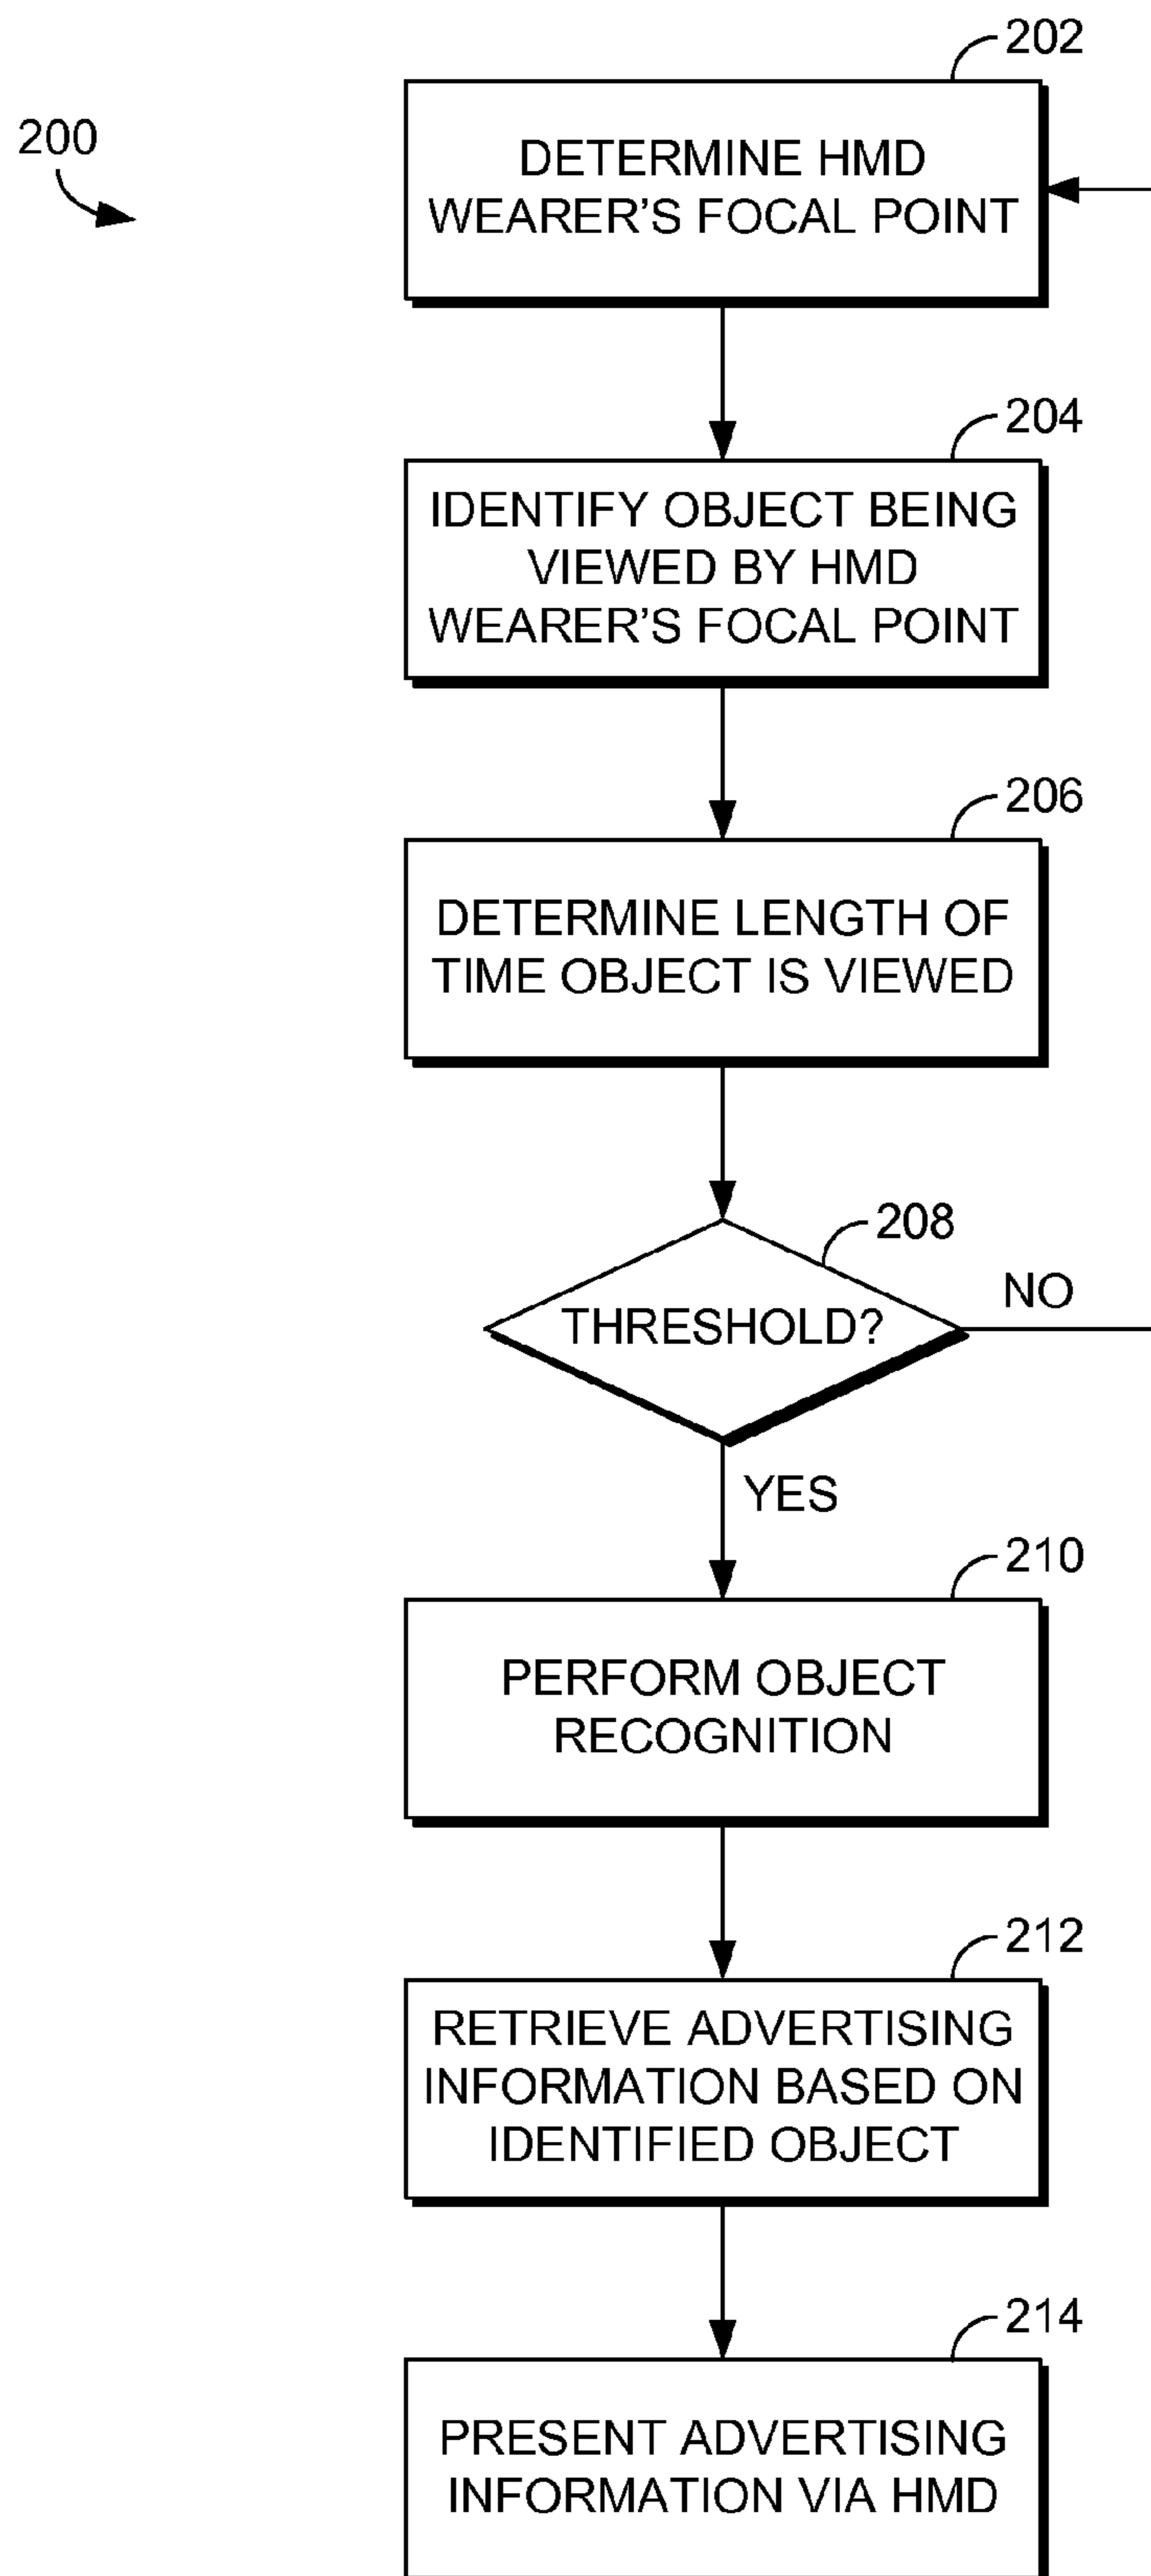 202
200
DETERMINE HMD
WEARER'S FOCAL POINT
204
IDENTIFY OBJECT BEING
VIEWED BY HMD
WEARER'S FOCAL POINT
206
DETERMINE LENGTH OF
TIME OBJECT IS VIEWED
208
THRESHOLD?
NO
YES
210
PERFORM OBJECT
RECOGNITION
212
RETRIEVE ADVERTISING
INFORMATION BASED ON
IDENTIFIED OBJECT
214
PRESENT ADVERTISING
INFORMATION VIA HMD